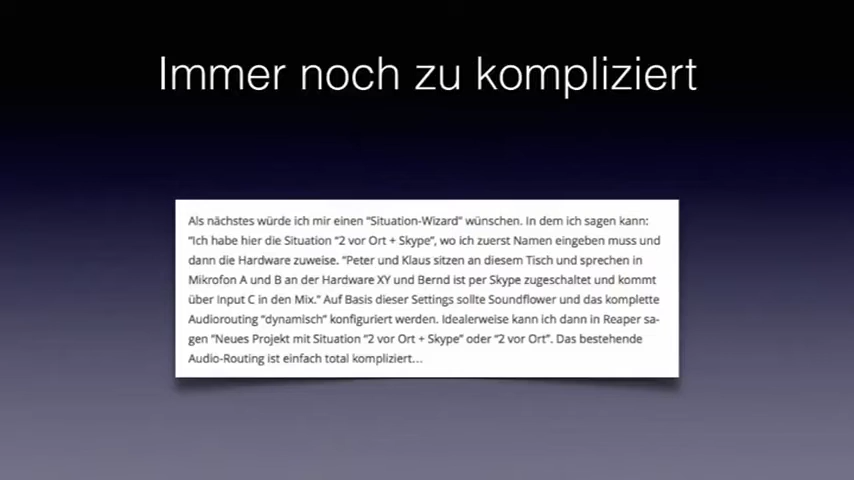 Immer noch zu kompliziert
Als nächstes würde ich mir einen “Situation-Wizard” wünschen. In dem ich sagen kann:
“Ich habe hier die Situation “2 vor Ort + Skype”, wo ich zuerst Namen eingeben muss und
dann die Hardware zuweise. “Peter und Klaus sitzen an diesem Tisch und sprechen in
Mikrofon A und B an der Hardware XY und Bernd ist per Skype zugeschaltet und kommt
über Input C in den Mix.” Auf Basis dieser Settings sollte Soundflower und das komplette
Audiorouting “dynamisch” konfiguriert werden. Idealerweise kann ich dann in Reaper sa-
gen “Neues Projekt mit Situation “2 vor Ort + Skype” oder “2 vor Ort”. Das bestehende
Audio-Routing ist einfach total kompliziert…